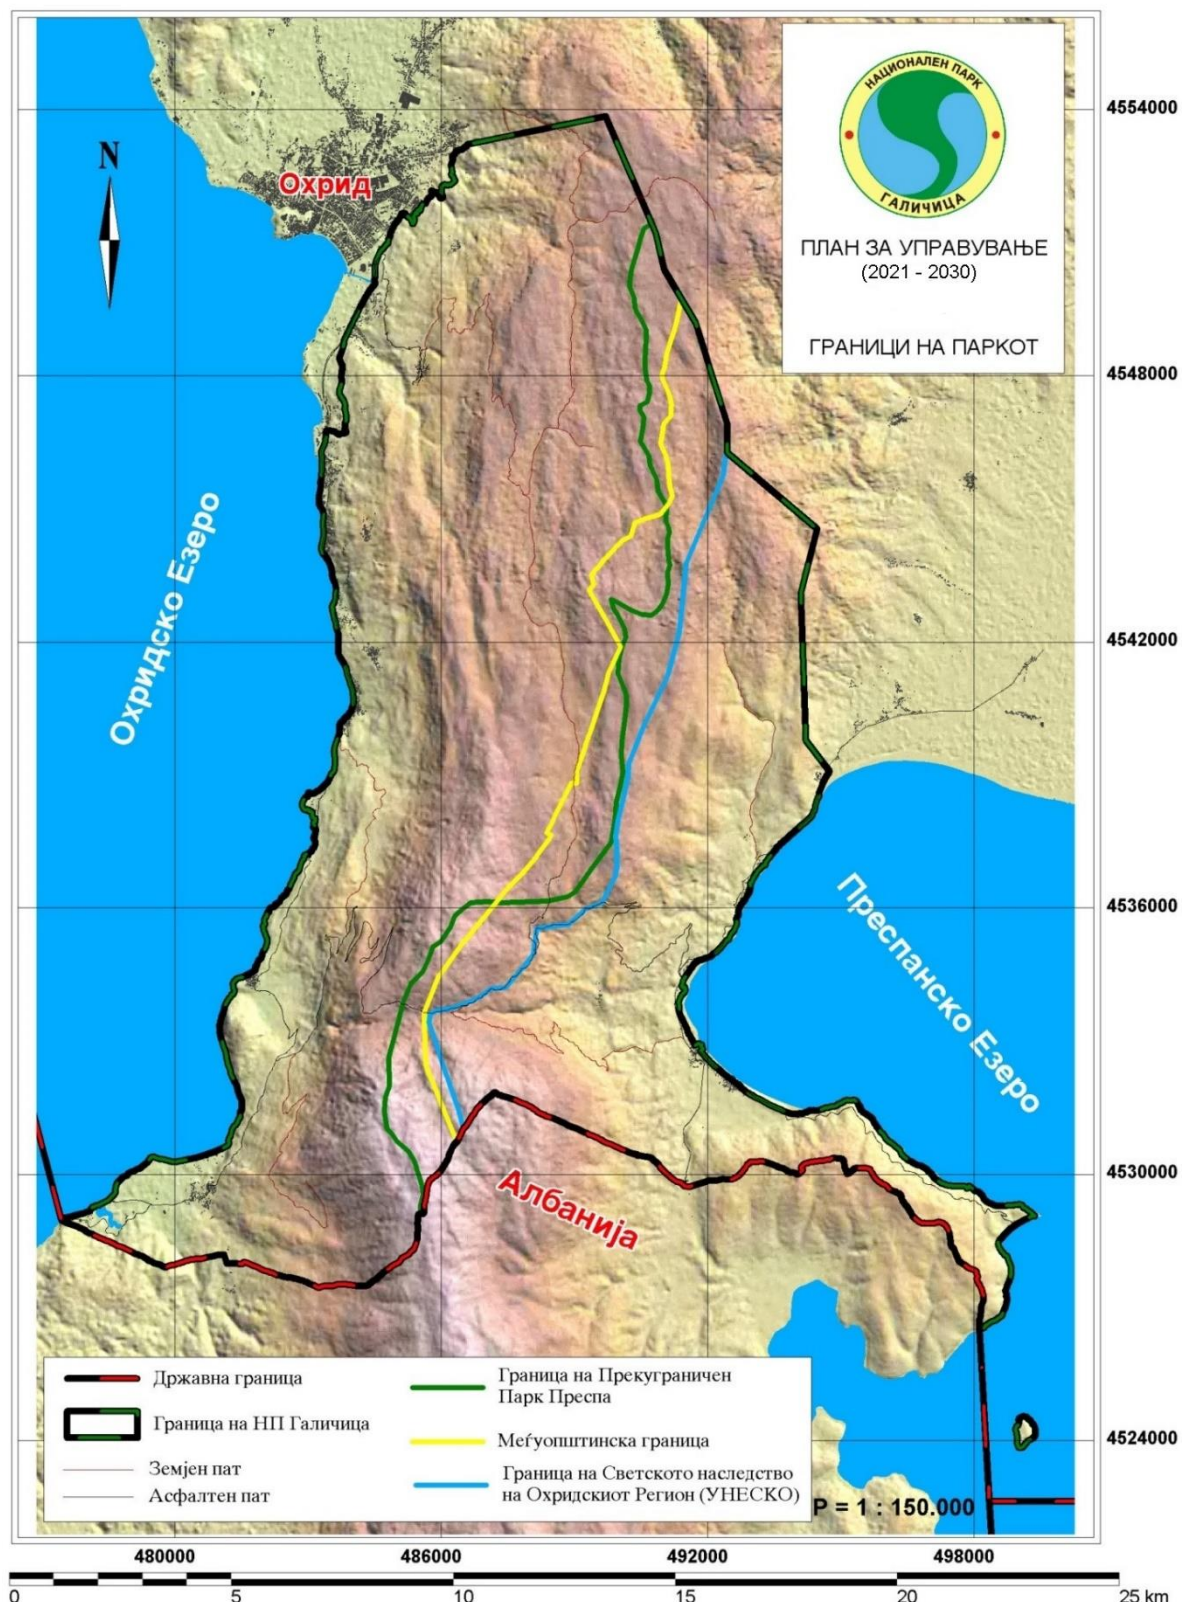 НАЦИОНАЛЕН ПАРК
ГАЛИЧИЦА
ПЛАН ЗА УПРАВУВАЊЕ
(2021 - 2030)
ГРАНИЦИ НА ПАРКОТ
N
Охрид
Охридско Езеро
Преспанско Езеро
Албанија
4554000
4548000
4542000
4536000
4530000
4524000
Државна граница
Граница на НП Галичица
Земјен пат
Асфалтен пат
Граница на Прекуграничен
Парк Преспа
Меѓуопштинска граница
Граница на Светското наследство
на Охридскиот Регион (УНЕСКО)
Р = 1 : 150.000
480000 486000 492000 498000
0 5 10 15 20 25 km